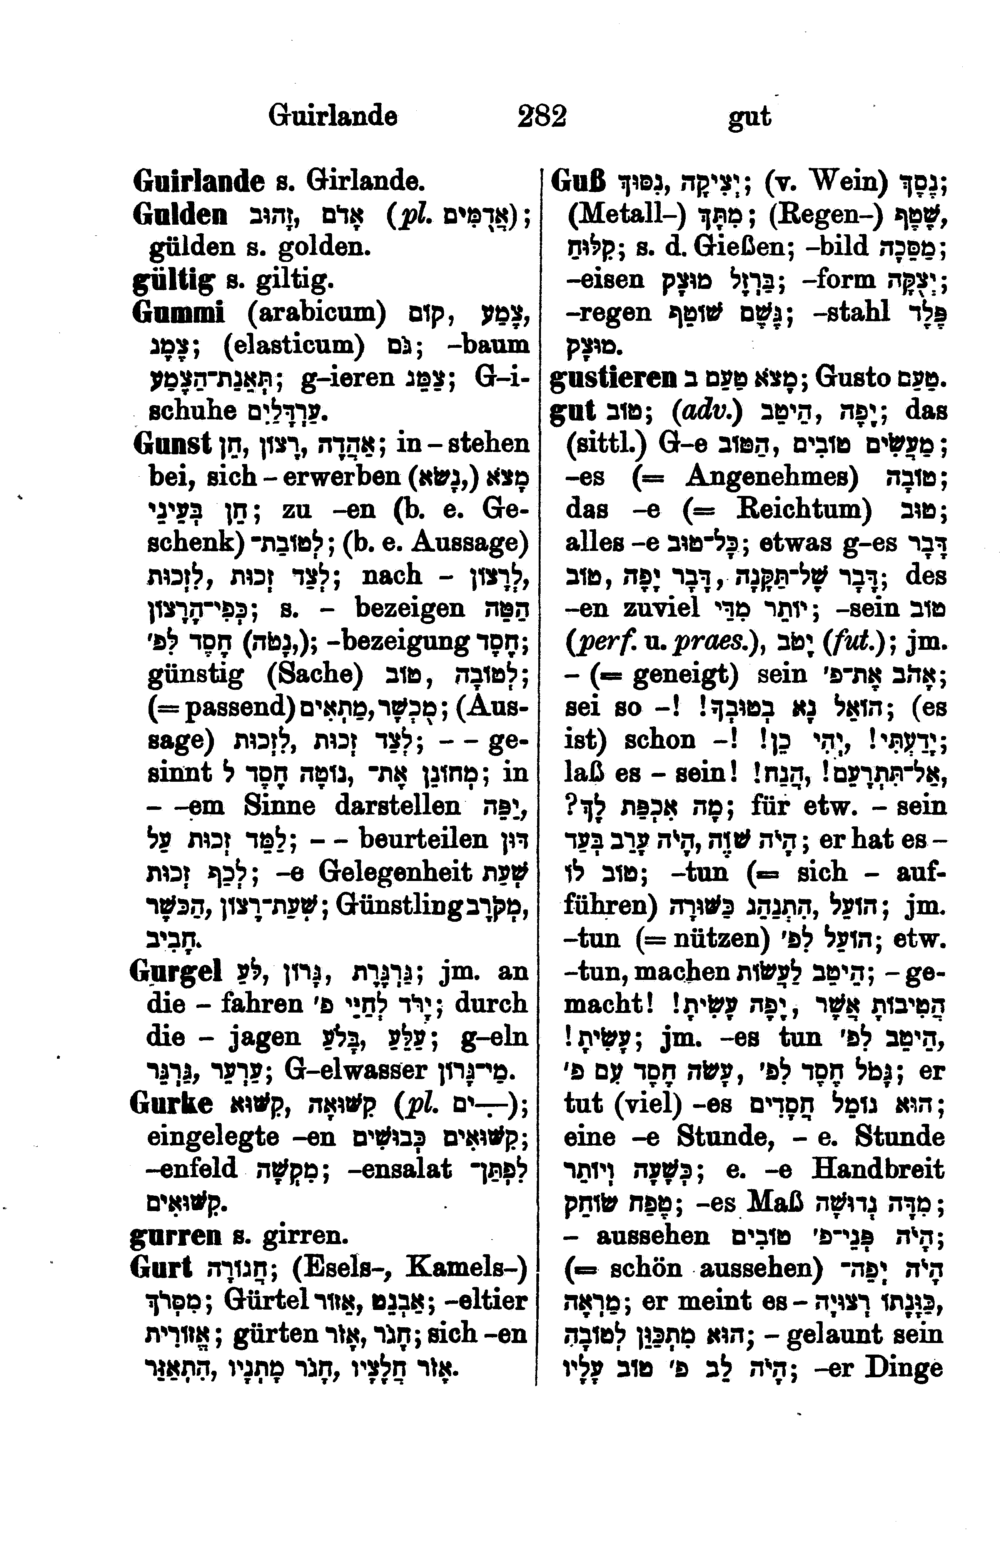 Guirlande 282 gut
Guirlande s. Girlande.
Gulden זָהוּב, אָדֹם (pl. אֲדֻמִּים);
gülden s. golden.
gültig s. giltig.
Gummi (arabicum) קוֹם, צֶמַע,
צֶמֶג; (elasticum) גֹּם; –baum
תְּאֵנַת־הַצֶּמַע; g–ieren צִמֵּג; G–i-
schuhe עַרְדָּלַיִם.
Gunst חֵן, רָצוֹן, אַהֲדָה; in – stehen
bei, sich – erwerben מָצֹא (נָשֹׂא,)
חֵן בְּעֵינֵי; zu –en (b. e. Ge-
schenk) לְטוֹבַת־; (b. e. Aussage)
לִזְכוּת, לְצַד זְכוּת; nach – לְרָצוֹן,
כְּפִי־הָרָצוֹן; s. – bezeigen הַטֵּה
(נָטֹה,) חֶסֶד לִפ'; –bezeigung חֶסֶד;
günstig (Sache) טוֹב, לְטוֹבָה;
(= passend) מַתְאִים, מֻכְשָׁר; (Aus-
sage) לִזְכוּת, לְצַד זְכוּת; – – ge-
sinnt נוֹטֶה חֶסֶד ל, מְחוֹנֵן אֶת־; in
– –em Sinne darstellen יַפֵּה,
לַמֵּד זְכוּת עַל; – – beurteilen דּוּן
לְכַף זְכוּת; –e Gelegenheit שְׁעַת
הַכֹּשֶׁר, שְׁעַת־רָצוֹן; Günstling מְקֹרָב,
חָבִיב.
Gurgel לֹעַ, גָּרוֹן, גַּרְגֶּרֶת; jm. an
die – fahren יָרֹד לְחַיֵּי פ'; durch
die – jagen בָּלֹעַ, עַלֵּעַ; g–eln
גַּרְגֵּר, עַרְעֵר; G–elwasser מֵי־גָרוֹן.
Gurke קִשּׁוּא, קִשּׁוּאָה (pl. –ִים);
eingelegte –en קִשּׁוּאִים כְּבוּשִׁים;
–enfeld מִקְשָׁה; –ensalat לִפְתַּן־
קִשּׁוּאִים.
gurren s. girren.
Gurt חֲגוֹרָה; (Esels–, Kamels–)
מַסְרֵךְ; Gürtel אֵזוֹר, אַבְנֵט; –eltier
אֱזוֹרִית; gürten אָזֹר, חָגֹר; sich –en
אָזֹר חֲלָצָיו, חָגֹר מָתְנָיו, הִתְאַזֵּר.
Guß נִסּוּךְ, יְצִיקָה; (v. Wein) נֶסֶךְ;
(Metall–) מַתָּךְ; (Regen–) שֶׁטֶף,
קִלּוּחַ; s. d. Gießen; –bild מַסֵּכָה;
–eisen בַּרְזֶל מוּצָק; –form יְצֻקָה;
–regen גֶּשֶׁם שׁוֹטֵף; –stahl פֶּלֶד
מוּצָק.
gustieren מָצֹא טַעַם ב; Gusto טַעַם.
gut טוֹב; (adv.) הֵיטֵב, יָפֶה; das
(sittl.) G–e הַטּוֹב, מַעֲשִׂים טוֹבִים;
–es (= Angenehmes) טוֹבָה;
das –e (= Reichtum) טוּב;
alles –e כָּל־טוּב; etwas g–es דָּבָר
טוֹב, דָּבָר יָפֶה, דָּבָר שֶׁל־תַּקָּנָה; des
–en zuviel יוֹתֵר מִדַּי; –sein טוֹב
(perf. u. praes.), יִטַב (fut.); jm.
– (= geneigt) sein אָהֹב אֶת־פ';
sei so –! הוֹאֵל נָא בְטוּבְךָ!; (es
ist) schon –! יְהִי כֵן!, יָדַעְתִּי!;
laß es – sein! הַנַּח!, אַל־תִּתְרָעֵם!,
מָה אִכְפַּת לָךְ?; für etw. – sein
הָיֹה שׁוֶֹה, הָיֹה עָרֵב בְּעַד; er hat es –
טוֹב לוֹ; –tun (= sich – auf-
führen) הוֹעֵל, הִתְנַהֵג כַּשּׁוּרָה; jm.
–tun (= nützen) הוֹעֵל לִפ'; etw.
–tun, machen הֵיטֵב לַעֲשׂוֹת; – ge-
macht! יָפֶה עָשִׂיתָ!, הֲטִיבוֹתָ אֲשֶׁר
עָשִׂיתָ!; jm. –es tun הֵיטֵב לִפ',
גָּמֹל חֶסֶד לִפ', עָשֹׂה חֶסֶד עִם פ'; er
tut (viel) –es הוּא גוֹמֵל חֲסָדִים;
eine –e Stunde, – e. Stunde
כְּשָׁעָה וְיוֹתֵר; e. –e Handbreit
טֶפַח שׂוֹחֵק; –es Maß מִדָּה גְדוּשָׁה;
– aussehen הָיֹה פְּנֵי־פ' טוֹבִים;
(= schön aussehen) הָיֹה יְפֵה־
מַרְאֶה; er meint es – כַּוָּנָתוֹ רְצוּיָה,
הוּא מִתְכַּוֵּן לְטוֹבָה; – gelaunt sein
הָיֹה לֵב פ' טוֹב עָלָיו; –er Dinge